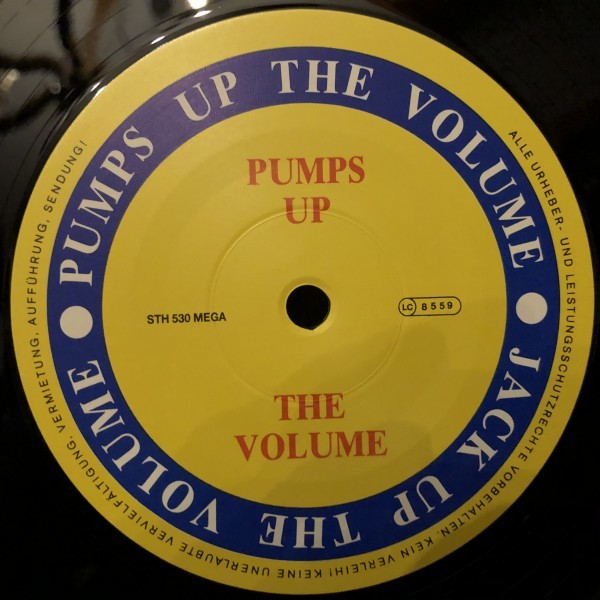 PUMPS UP THE VOLUME ● JACK UP THE VOLUME ●
PUMPS
UP
STH 530 MEGA
LC 8559
THE
VOLUME
ALLE URHEBER- UND LEISTUNGSSCHUTZRECHTE VORBEHALTEN. KEIN VERLEIH! KEINE UNERLAUBTE VERVIELFÄLTIGUNG, VERMIETUNG, AUFFÜHRUNG, SENDUNG!